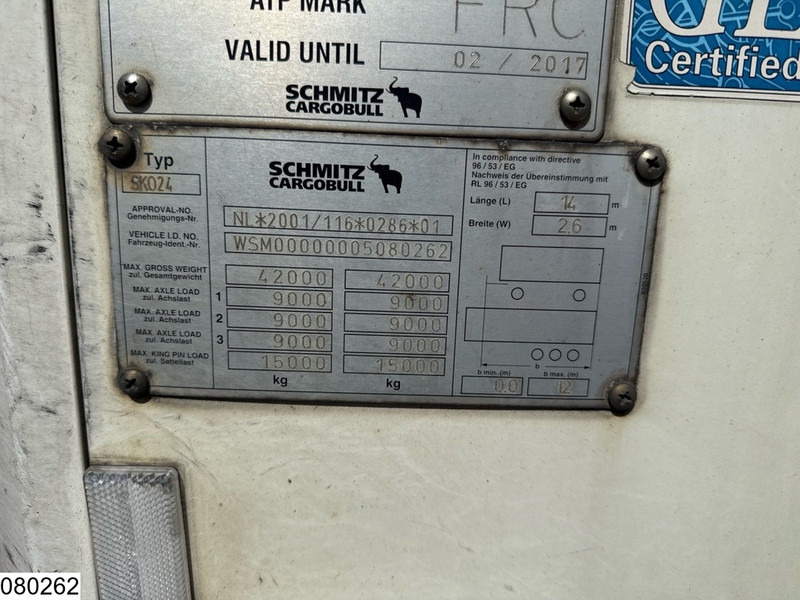 ATP MARK FRC
VALID UNTIL 02 / 2017
SCHMITZ
CARGOBULL
Certified
Typ
SKO24
SCHMITZ
CARGOBULL
APPROVAL-NO.
Genehmigungs-Nr.
NL*2001/116*0286*01
VEHICLE I.D. NO.
Fahrzeug-Ident.-Nr.
WSM00000005080262
MAX. GROSS WEIGHT
zul. Gesamtgewicht
42000 42000
MAX. AXLE LOAD
zul. Achslast
1 9000 9000
MAX. AXLE LOAD
zul. Achslast
2 9000 9000
MAX. AXLE LOAD
zul. Achslast
3 9000 9000
MAX. KING PIN LOAD
zul. Sattellast
15000 15000
kg kg
In compliance with directive
96 / 53 / EG
Nachweis der Übereinstimmung mit
RL 96 / 53 / EG
Länge (L) 14 m
Breite (W) 2.6 m
b
b min. (m) b max. (m)
0.0 12
080262